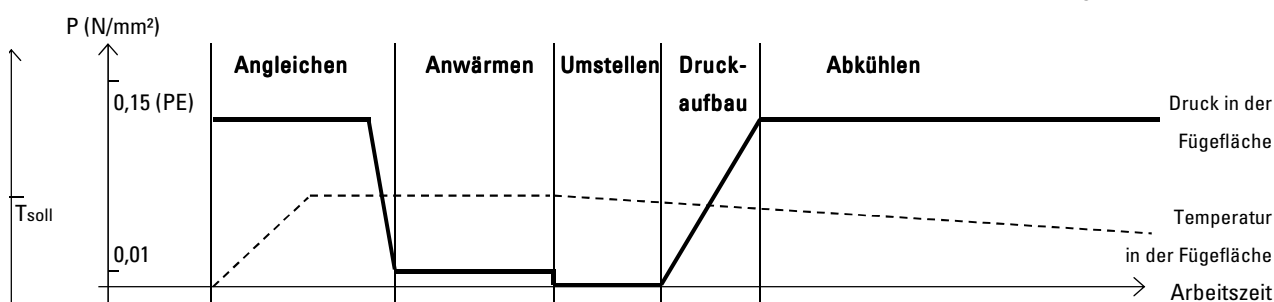 P (N/mm²)
Angleichen
Anwärmen
Umstellen
Druck-
aufbau
Abkühlen
0,15 (PE)
Druck in der
Fügefläche
Tsoll
Temperatur
in der Fügefläche
0,01
Arbeitszeit